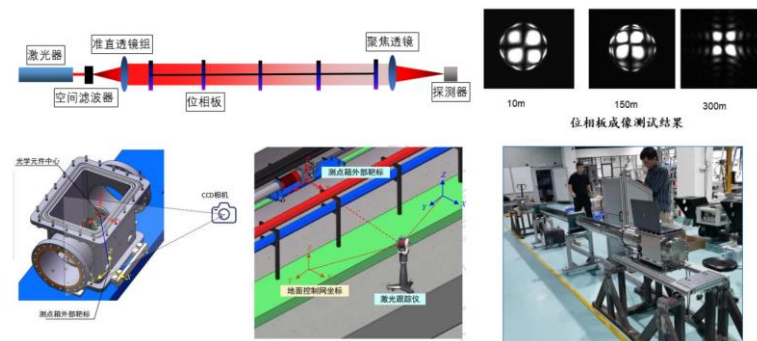 激光器
准直透镜组
聚焦透镜
空间滤波器
位相板
探测器
10m
150m
300m
位相板成像测试结果
光学元件中心
CCD相机
测点箱外部靶标
测点箱外部靶标
Z
Y
X
地面控制网坐标
激光跟踪仪